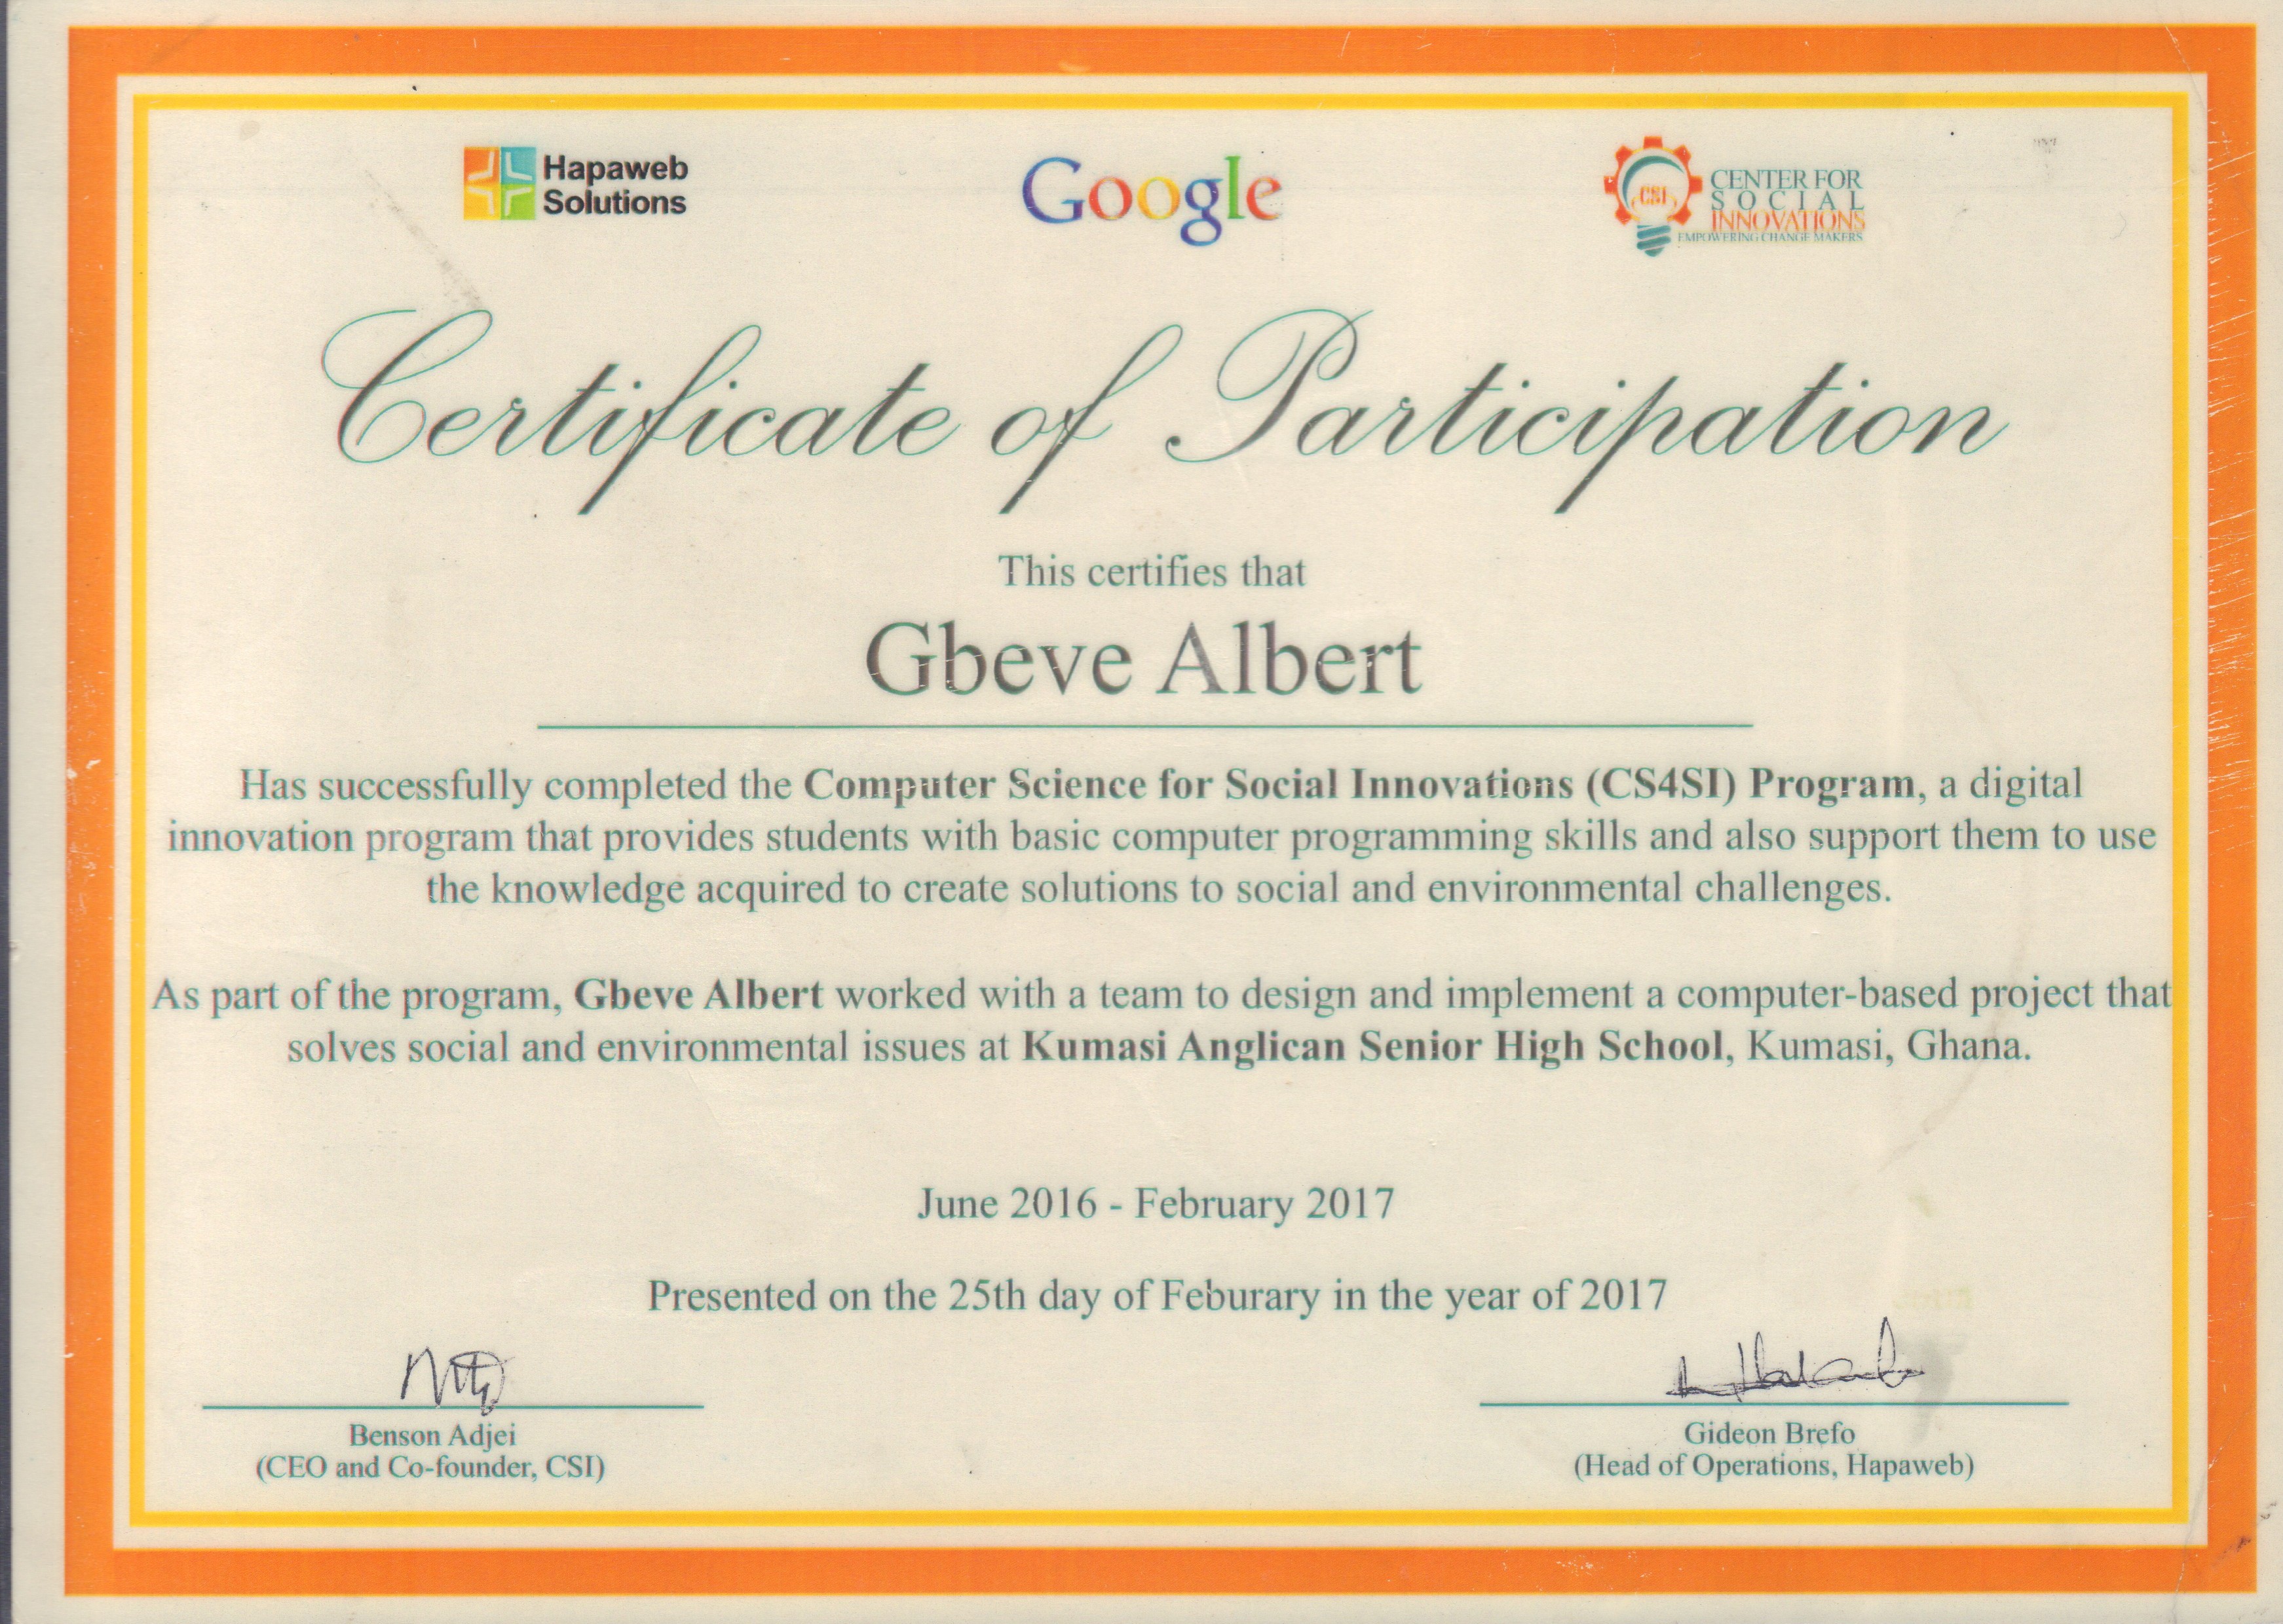 Hapaweb
Solutions
Google
CSI
CENTER FOR
SOCIAL
INNOVATIONS
EMPOWERING CHANGE MAKERS
Certificate of Participation
This certifies that
Gbeve Albert
Has successfully completed the Computer Science for Social Innovations (CS4SI) Program, a digital
innovation program that provides students with basic computer programming skills and also support them to use
the knowledge acquired to create solutions to social and environmental challenges.
As part of the program, Gbeve Albert worked with a team to design and implement a computer-based project that
solves social and environmental issues at Kumasi Anglican Senior High School, Kumasi, Ghana.
June 2016 - February 2017
Presented on the 25th day of Feburary in the year of 2017
Benson Adjei
(CEO and Co-founder, CSI)
Gideon Brefo
(Head of Operations, Hapaweb)